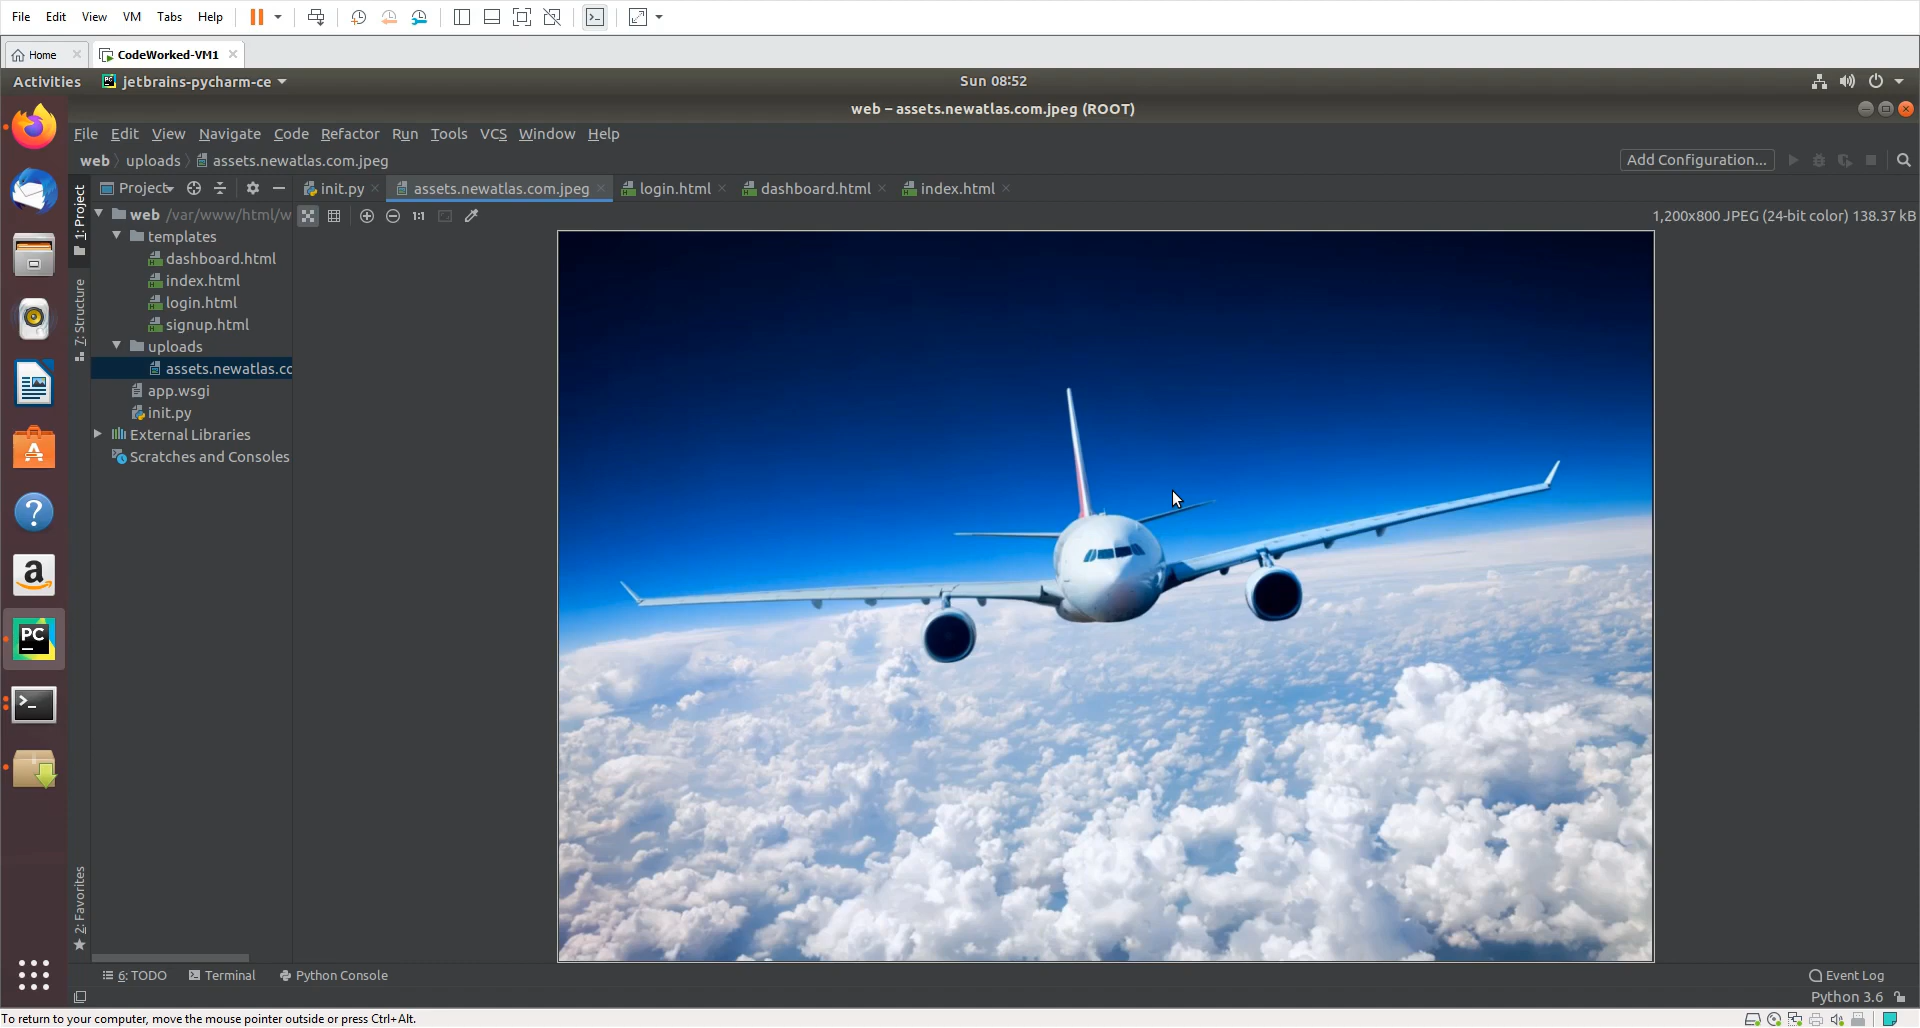 File Edit View VM Tabs Help
Home CodeWorked-VM1
Activities jetbrains-pycharm-ce Sun 08:52
web – assets.newatlas.com.jpeg (ROOT)
File Edit View Navigate Code Refactor Run Tools VCS Window Help
web uploads assets.newatlas.com.jpeg Add Configuration...
Project init.py assets.newatlas.com.jpeg login.html dashboard.html index.html
1: Project
web /var/www/html/w 1:1 1,200x800 JPEG (24-bit color) 138.37 kB
templates
dashboard.html
index.html
login.html
signup.html
7: Structure
uploads
assets.newatlas.co
app.wsgi
init.py
External Libraries
Scratches and Consoles
PC
2: Favorites
6: TODO Terminal Python Console Event Log
Python 3.6
To return to your computer, move the mouse pointer outside or press Ctrl+Alt.